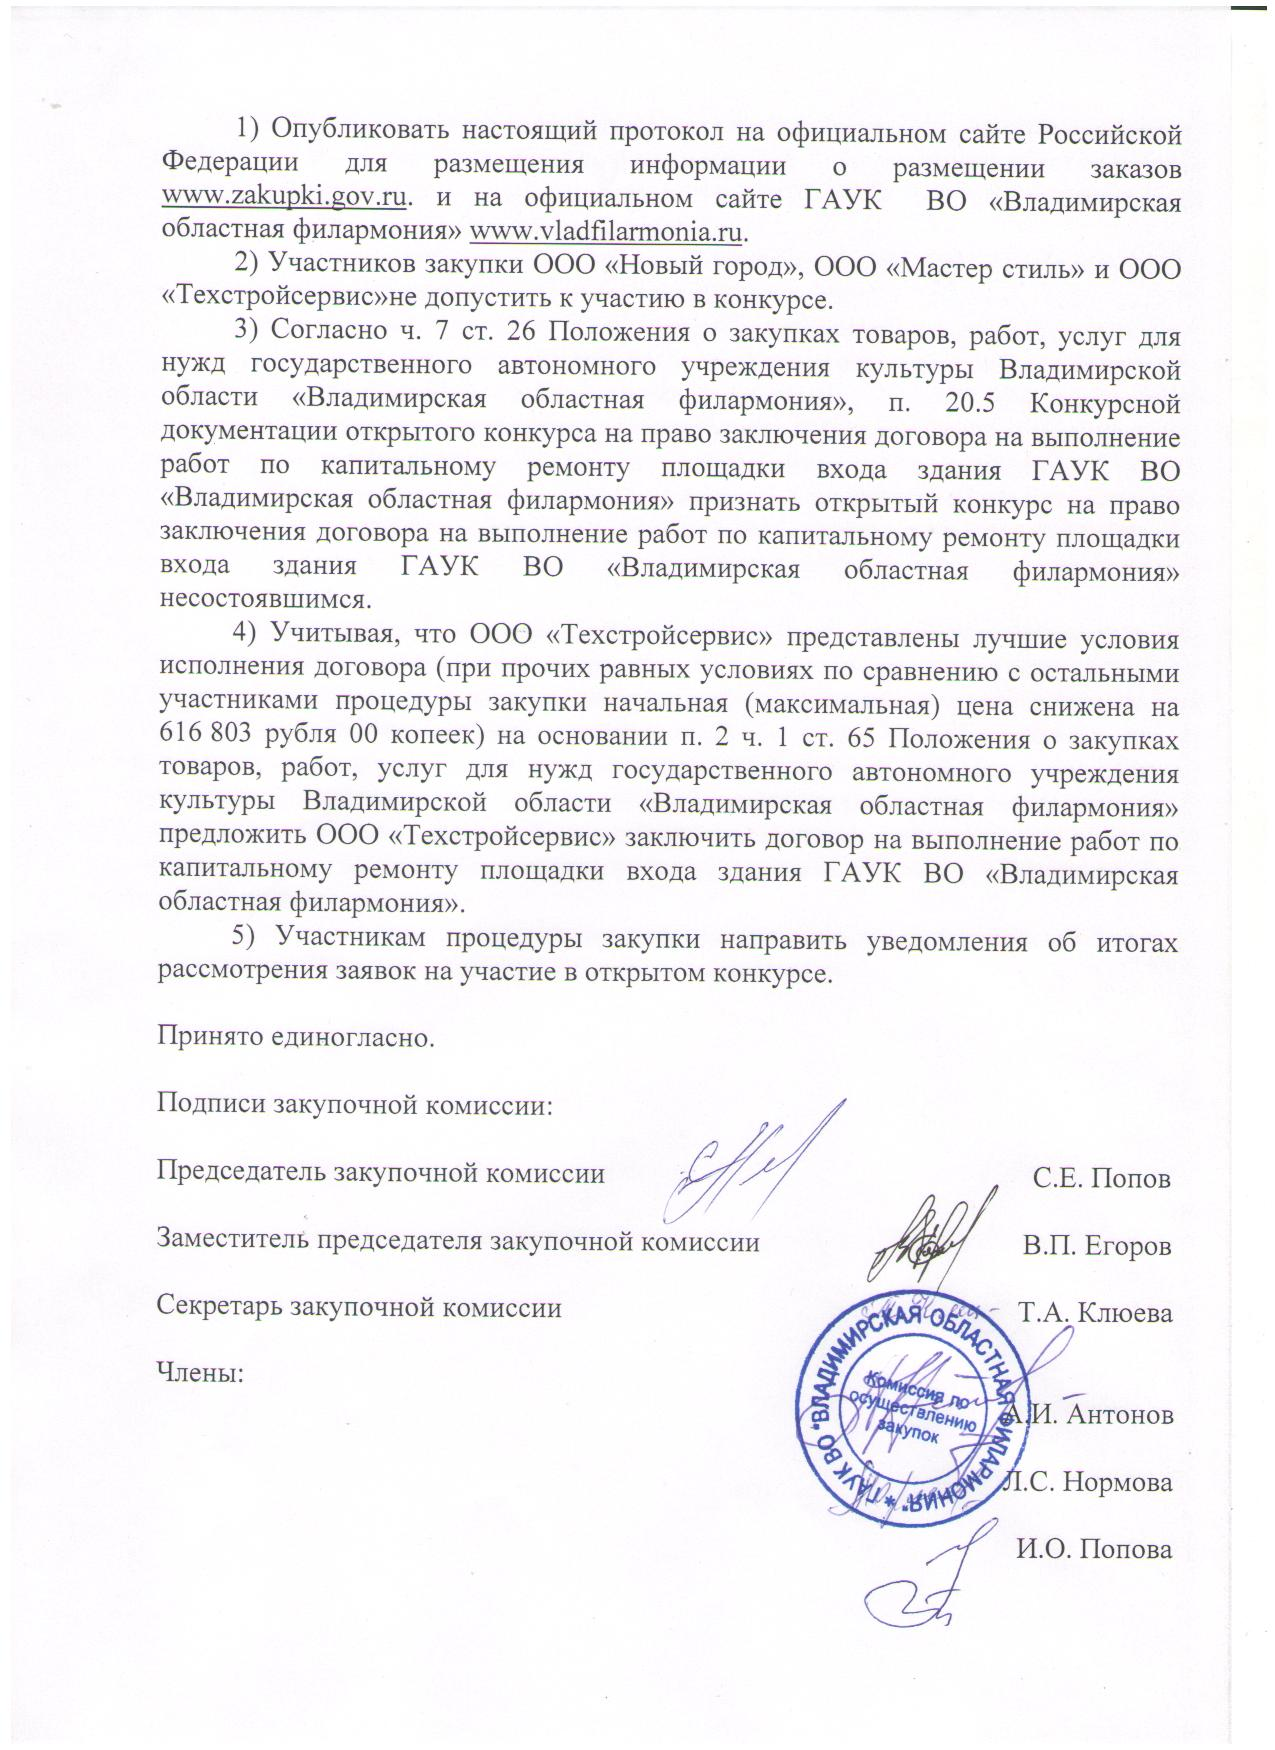 1) Опубликовать настоящий протокол на официальном сайте Российской
Федерации для размещения информации о размещении заказов
www.zakupki.gov.ru. и на официальном сайте ГАУК ВО «Владимирская
областная филармония» www.vladfilarmonia.ru.
2) Участников закупки ООО «Новый город», ООО «Мастер стиль» и ООО
«Техстройсервис»не допустить к участию в конкурсе.
3) Согласно ч. 7 ст. 26 Положения о закупках товаров, работ, услуг для
нужд государственного автономного учреждения культуры Владимирской
области «Владимирская областная филармония», п. 20.5 Конкурсной
документации открытого конкурса на право заключения договора на выполнение
работ по капитальному ремонту площадки входа здания ГАУК ВО
«Владимирская областная филармония» признать открытый конкурс на право
заключения договора на выполнение работ по капитальному ремонту площадки
входа здания ГАУК ВО «Владимирская областная филармония»
несостоявшимся.
4) Учитывая, что ООО «Техстройсервис» представлены лучшие условия
исполнения договора (при прочих равных условиях по сравнению с остальными
участниками процедуры закупки начальная (максимальная) цена снижена на
616 803 рубля 00 копеек) на основании п. 2 ч. 1 ст. 65 Положения о закупках
товаров, работ, услуг для нужд государственного автономного учреждения
культуры Владимирской области «Владимирская областная филармония»
предложить ООО «Техстройсервис» заключить договор на выполнение работ по
капитальному ремонту площадки входа здания ГАУК ВО «Владимирская
областная филармония».
5) Участникам процедуры закупки направить уведомления об итогах
рассмотрения заявок на участие в открытом конкурсе.
Принято единогласно.
Подписи закупочной комиссии:
Председатель закупочной комиссии С.Е. Попов
Заместитель председателя закупочной комиссии В.П. Егоров
Секретарь закупочной комиссии Т.А. Клюева
Члены:
А.И. Антонов
Л.С. Нормова
И.О. Попова
ГАУК ВО "ВЛАДИМИРСКАЯ ОБЛАСТНАЯ ФИЛАРМОНИЯ" *
Комиссия по
осуществлению
закупок